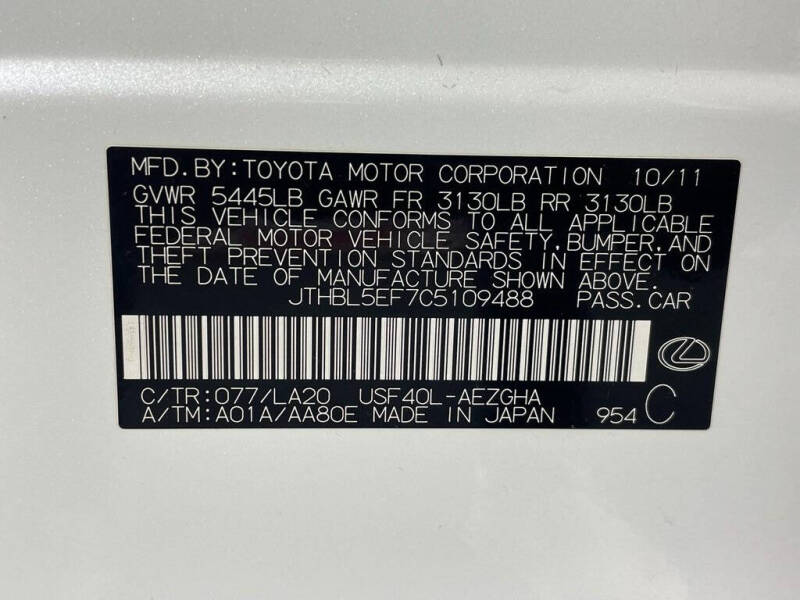 MFD.BY:TOYOTA MOTOR CORPORATION 10/11
GVWR 5445LB GAWR FR 3130LB RR 3130LB
THIS VEHICLE CONFORMS TO ALL APPLICABLE
FEDERAL MOTOR VEHICLE SAFETY,BUMPER,AND
THEFT PREVENTION STANDARDS IN EFFECT ON
THE DATE OF MANUFACTURE SHOWN ABOVE.
JTHBL5EF7C5109488 PASS.CAR
C/TR:077/LA20 USF40L-AEZGHA
A/TM:A01A/AA80E MADE IN JAPAN 954 C